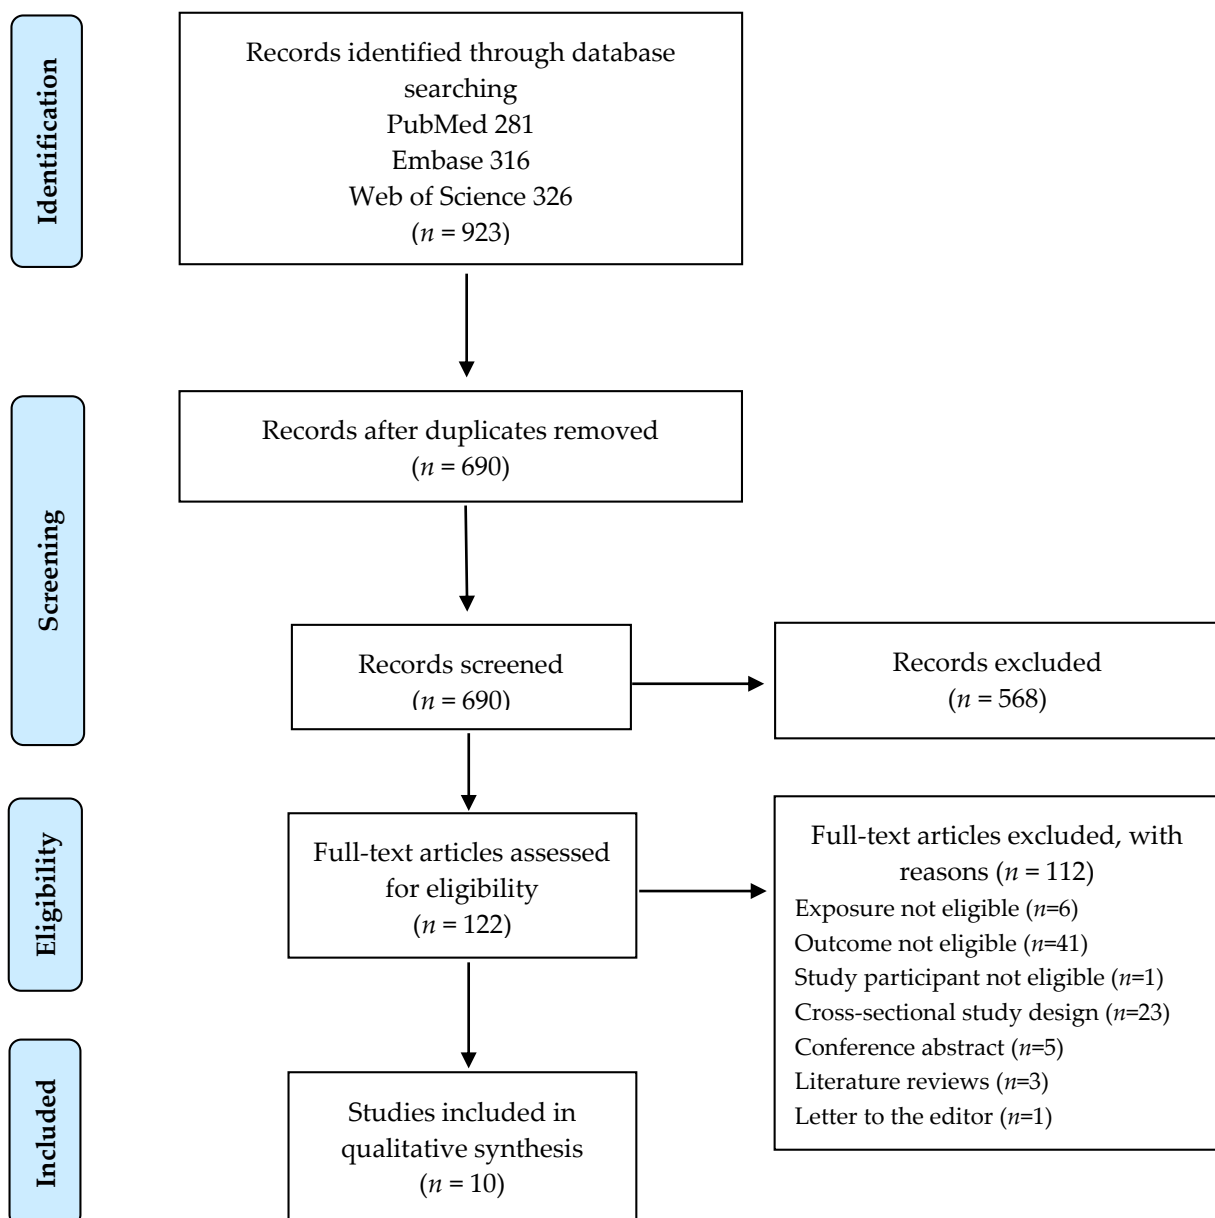 Identification
Records identified through database
searching
PubMed 281
Embase 316
Web of Science 326
(n = 923)
Screening
Records after duplicates removed
(n = 690)
Records screened
(n = 690)
Records excluded
(n = 568)
Eligibility
Full-text articles assessed
for eligibility
(n = 122)
Full-text articles excluded, with
reasons (n = 112)
Exposure not eligible (n=6)
Outcome not eligible (n=41)
Study participant not eligible (n=1)
Cross-sectional study design (n=23)
Conference abstract (n=5)
Literature reviews (n=3)
Letter to the editor (n=1)
Included
Studies included in
qualitative synthesis
(n = 10)